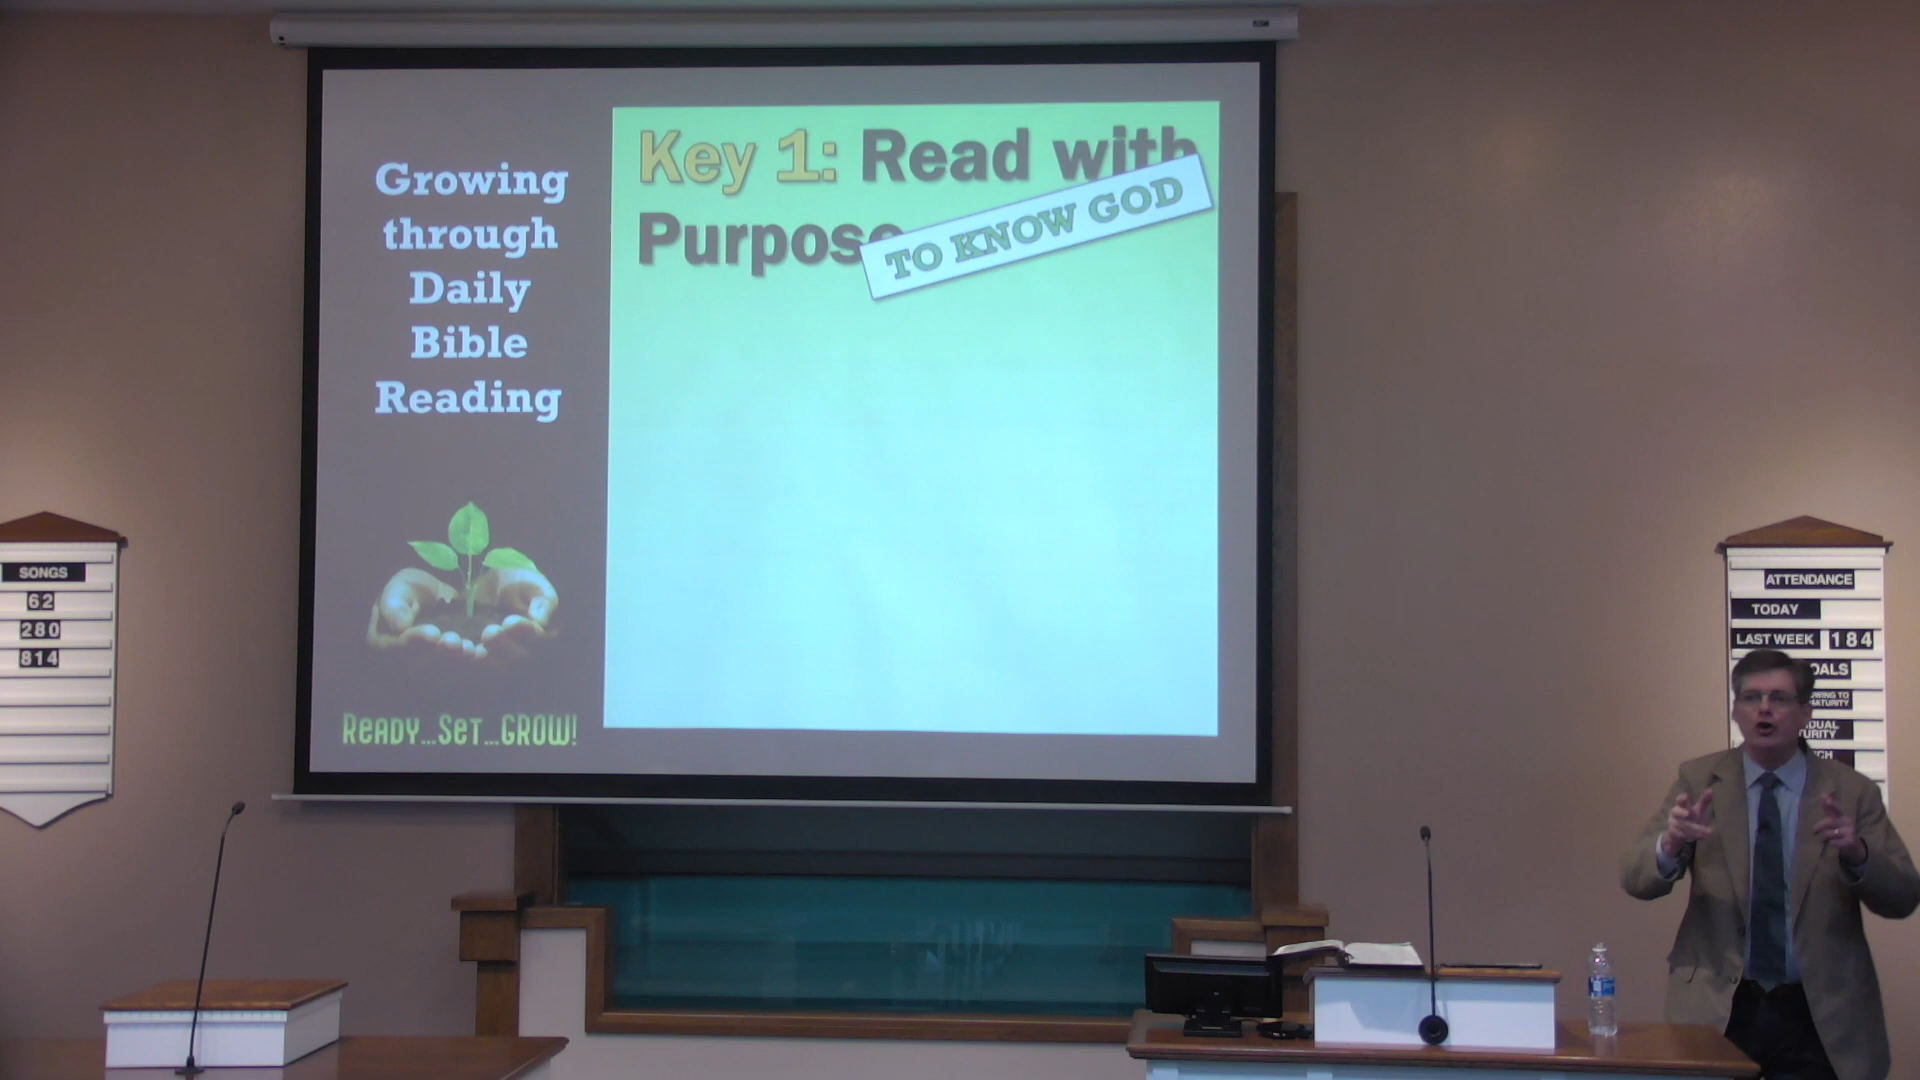 Growing
through
Daily
Bible
Reading
READY...SET...GROW!
Key 1: Read with
Purpose
TO KNOW GOD
SONGS
62
280
814
ATTENDANCE
TODAY
LAST WEEK 184